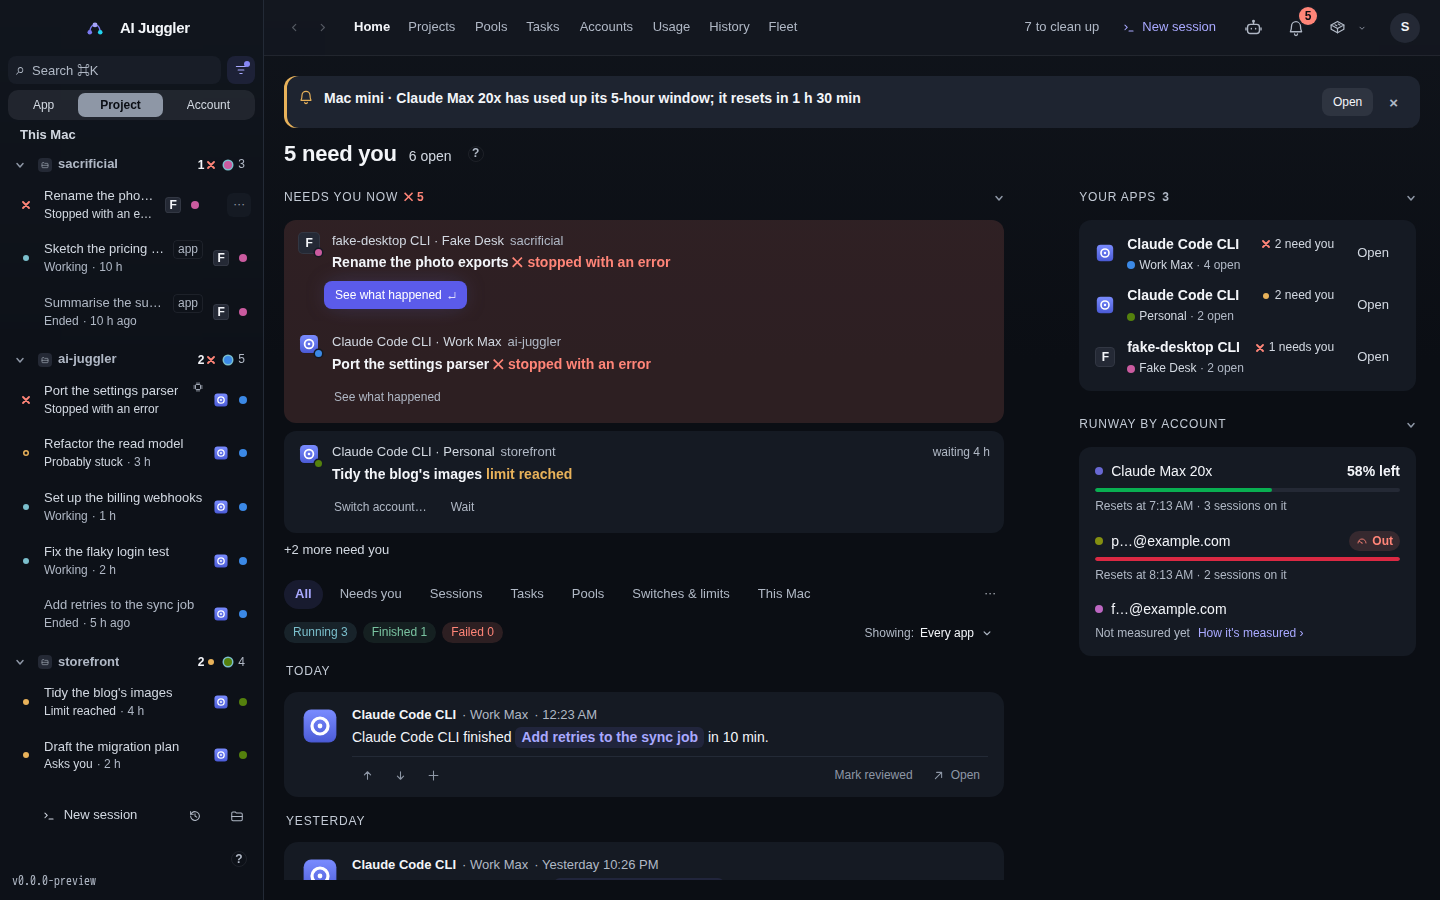 AI Juggler
Search ⌘K
App Project Account
This Mac
sacrificial 1 3
Rename the pho… F ...
Stopped with an e…
Sketch the pricing … app F
Working · 10 h
Summarise the su… app F
Ended · 10 h ago
ai-juggler 2 5
Port the settings parser
Stopped with an error
Refactor the read model
Probably stuck · 3 h
Set up the billing webhooks
Working · 1 h
Fix the flaky login test
Working · 2 h
Add retries to the sync job
Ended · 5 h ago
storefront 2 4
Tidy the blog's images
Limit reached · 4 h
Draft the migration plan
Asks you · 2 h
New session
?
v0.0.0-preview
Home Projects Pools Tasks Accounts Usage History Fleet
7 to clean up New session 5 S
Mac mini · Claude Max 20x has used up its 5-hour window; it resets in 1 h 30 min Open ×
5 need you 6 open ?
NEEDS YOU NOW 5
F fake-desktop CLI · Fake Desk sacrificial
Rename the photo exports stopped with an error
See what happened
Claude Code CLI · Work Max ai-juggler
Port the settings parser stopped with an error
See what happened
Claude Code CLI · Personal storefront waiting 4 h
Tidy the blog's images limit reached
Switch account… Wait
+2 more need you
All Needs you Sessions Tasks Pools Switches & limits This Mac ...
Running 3 Finished 1 Failed 0 Showing: Every app
TODAY
Claude Code CLI · Work Max · 12:23 AM
Claude Code CLI finished Add retries to the sync job in 10 min.
Mark reviewed Open
YESTERDAY
Claude Code CLI · Work Max · Yesterday 10:26 PM
YOUR APPS 3
Claude Code CLI 2 need you Open
Work Max · 4 open
Claude Code CLI 2 need you Open
Personal · 2 open
F fake-desktop CLI 1 needs you Open
Fake Desk · 2 open
RUNWAY BY ACCOUNT
Claude Max 20x 58% left
Resets at 7:13 AM · 3 sessions on it
p…@example.com Out
Resets at 8:13 AM · 2 sessions on it
f…@example.com
Not measured yet How it's measured ›